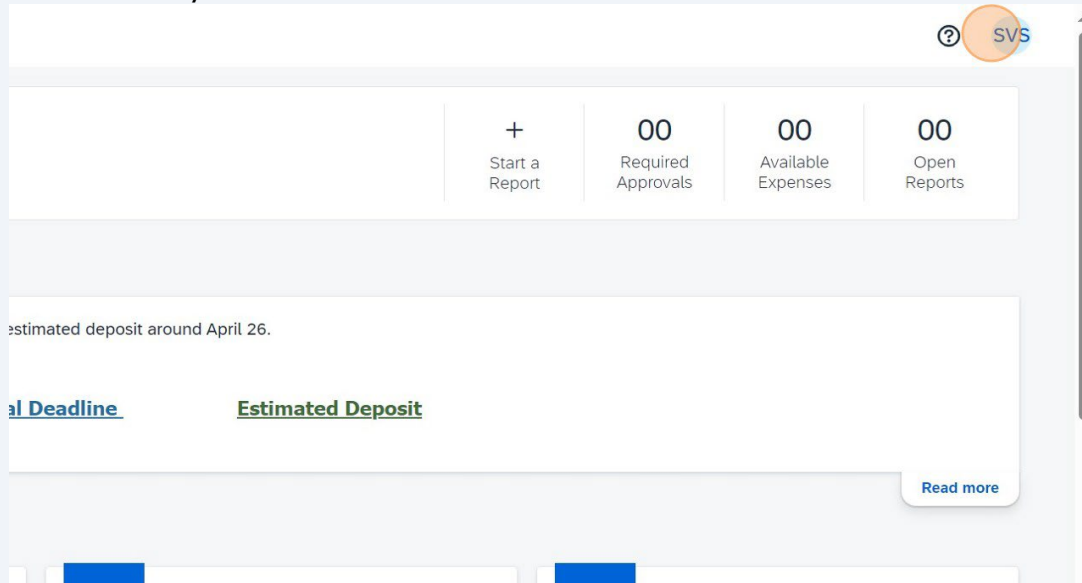 SVS
+
Start a
Report
00
Required
Approvals
00
Available
Expenses
00
Open
Reports
estimated deposit around April 26.
al Deadline
Estimated Deposit
Read more